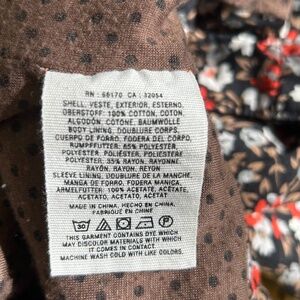 RN : 66170 CA : 32054
SHELL, VESTE, EXTERIOR, ESTERNO,
OBERSTOFF: 100% COTTON, COTON,
ALGODÓN, COTONE, BAUMWOLLE
BODY LINING, DOUBLURE CORPS,
CUERPO DE FORRO, FODERA DEL CORPO,
RUMPFFUTTER: 65% POLYESTER,
POLYESTER, POLIÉSTER, POLIESTERE
POLYESTER; 35% RAYON, RAYONNE,
RAYÓN, RAYON, REYON
SLEEVE LINING, DOUBLURE DE LA MANCHE,
MANGA DE FORRO, FODERA MANICA,
ARMELFUTTER: 100% ACETATE, ACÉTATE,
ACETATO, ACETATO, ACETAT
MADE IN CHINA, HECHO EN CHINA,
FABRIQUÉ EN CHINE
30
THIS GARMENT CONTAINS DYES WHICH
MAY DISCOLOR MATERIALS WITH WHICH
IT COMES IN CONTACT
MACHINE WASH COLD WITH LIKE COLORS.